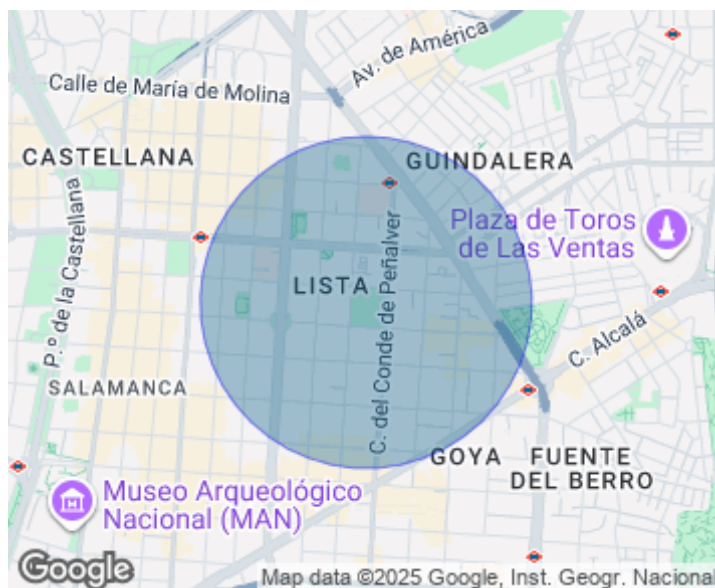 Av. de América
Calle de María de Molina
CASTELLANA
GUINDALERA
Plaza de Toros
de Las Ventas
P.º de la Castellana
LISTA
C. del Conde de Peñalver
C. Alcalá
SALAMANCA
GOYA
FUENTE
DEL BERRO
Museo Arqueológico
Nacional (MAN)
Google
Map data ©2025 Google, Inst. Geogr. Nacional